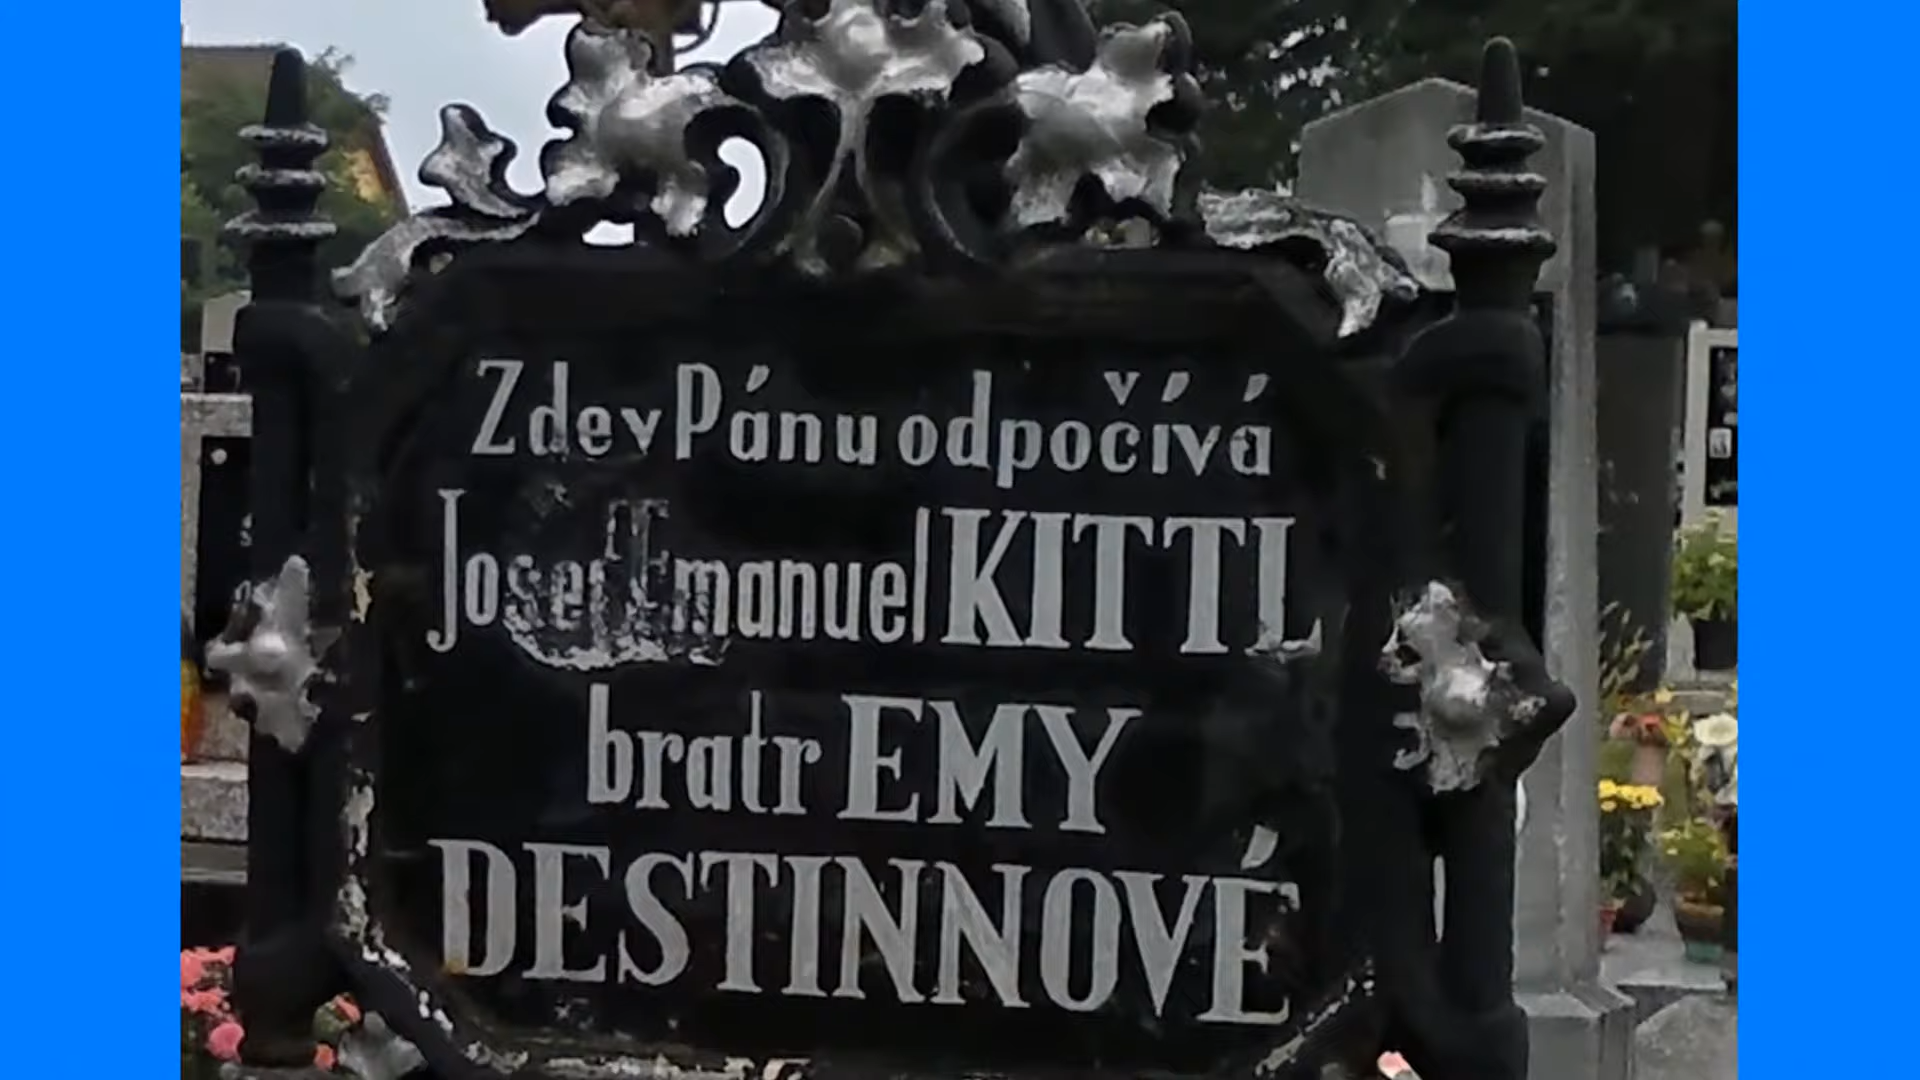 Zde v Pánu odpočívá
Josef Emanuel KITTL
bratr EMY
DESTINNOVÉ